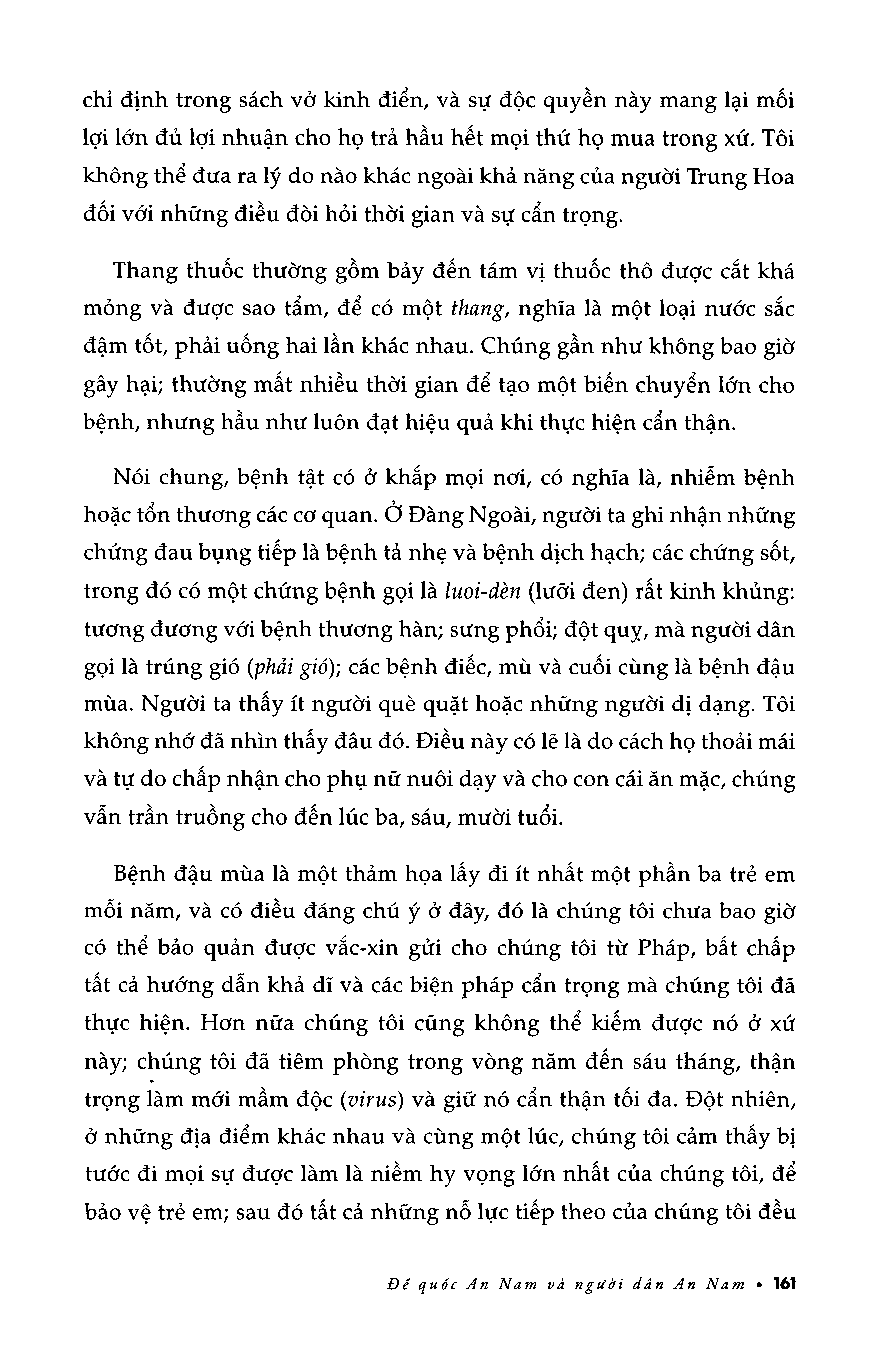 chỉ định trong sách vở kinh điển, và sự độc quyền này mang lại mối
lợi lớn đủ lợi nhuận cho họ trả hầu hết mọi thứ họ mua trong xứ. Tôi
không thể đưa ra lý do nào khác ngoài khả năng của người Trung Hoa
đối với những điều đòi hỏi thời gian và sự cẩn trọng.
Thang thuốc thường gồm bảy đến tám vị thuốc thô được cắt khá
mỏng và được sao tẩm, để có một thang, nghĩa là một loại nước sắc
đậm tốt, phải uống hai lần khác nhau. Chúng gần như không bao giờ
gây hại; thường mất nhiều thời gian để tạo một biến chuyển lớn cho
bệnh, nhưng hầu như luôn đạt hiệu quả khi thực hiện cẩn thận.
Nói chung, bệnh tật có ở khắp mọi nơi, có nghĩa là, nhiễm bệnh
hoặc tổn thương các cơ quan. Ở Đàng Ngoài, người ta ghi nhận những
chứng đau bụng tiếp là bệnh tả nhẹ và bệnh dịch hạch; các chứng sốt,
trong đó có một chứng bệnh gọi là luoi-dèn (lưỡi đen) rất kinh khủng:
tương đương với bệnh thương hàn; sưng phổi; đột quỵ, mà người dân
gọi là trúng gió (phải gió); các bệnh điếc, mù và cuối cùng là bệnh đậu
mùa. Người ta thấy ít người què quặt hoặc những người dị dạng. Tôi
không nhớ đã nhìn thấy đâu đó. Điều này có lẽ là do cách họ thoải mái
và tự do chấp nhận cho phụ nữ nuôi dạy và cho con cái ăn mặc, chúng
vẫn trần truồng cho đến lúc ba, sáu, mười tuổi.
Bệnh đậu mùa là một thảm họa lấy đi ít nhất một phần ba trẻ em
mỗi năm, và có điều đáng chú ý ở đây, đó là chúng tôi chưa bao giờ
có thể bảo quản được vắc-xin gửi cho chúng tôi từ Pháp, bất chấp
tất cả hướng dẫn khả dĩ và các biện pháp cẩn trọng mà chúng tôi đã
thực hiện. Hơn nữa chúng tôi cũng không thể kiếm được nó ở xứ
này; chúng tôi đã tiêm phòng trong vòng năm đến sáu tháng, thận
trọng làm mới mầm độc (virus) và giữ nó cẩn thận tối đa. Đột nhiên,
ở những địa điểm khác nhau và cùng một lúc, chúng tôi cảm thấy bị
tước đi mọi sự được làm là niềm hy vọng lớn nhất của chúng tôi, để
bảo vệ trẻ em; sau đó tất cả những nỗ lực tiếp theo của chúng tôi đều
Đế quốc An Nam và người dân An Nam • 161